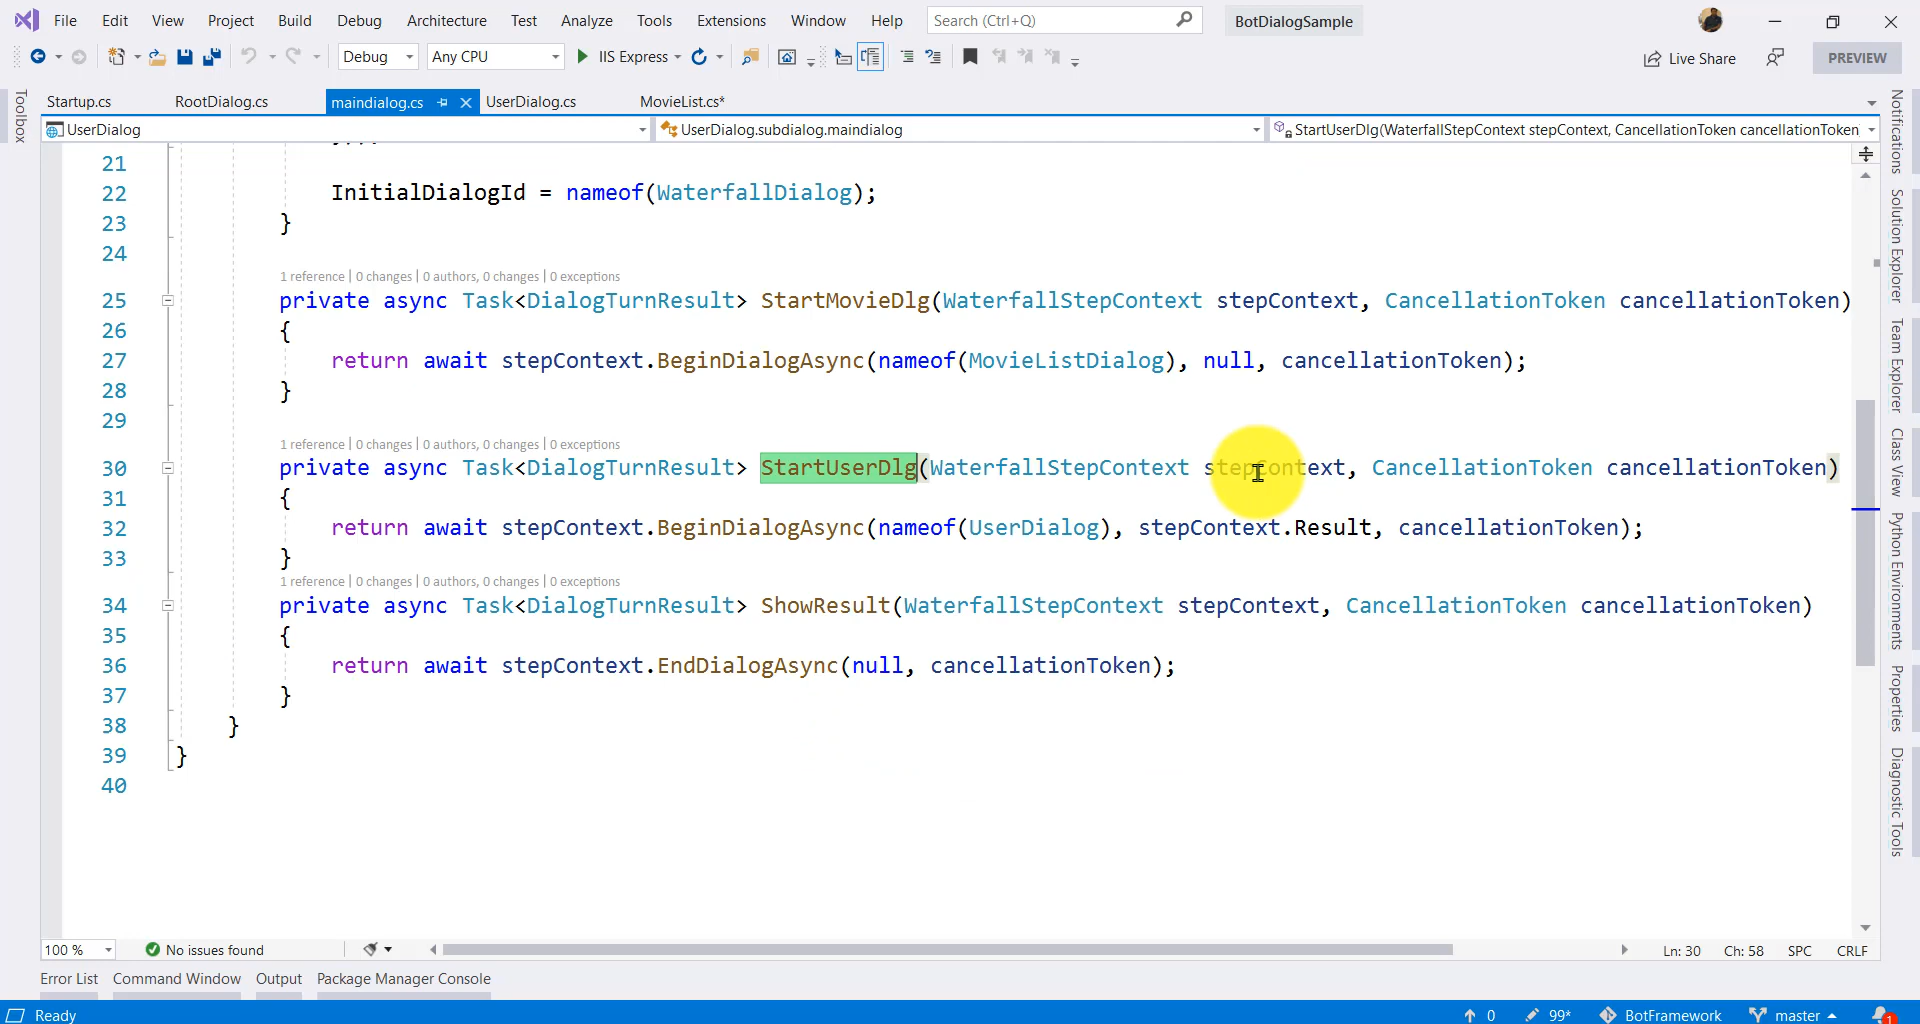 File Edit View Project Build Debug Architecture Test Analyze Tools Extensions Window Help Search (Ctrl+Q) BotDialogSample
Debug Any CPU IIS Express Live Share PREVIEW
Startup.cs RootDialog.cs maindialog.cs UserDialog.cs MovieList.cs*
UserDialog UserDialog.subdialog.maindialog StartUserDlg(WaterfallStepContext stepContext, CancellationToken cancellationToken
Toolbox
21
22 InitialDialogId = nameof(WaterfallDialog);
23 }
24
1 reference | 0 changes | 0 authors, 0 changes | 0 exceptions
25 private async Task<DialogTurnResult> StartMovieDlg(WaterfallStepContext stepContext, CancellationToken cancellationToken)
26 {
27 return await stepContext.BeginDialogAsync(nameof(MovieListDialog), null, cancellationToken);
28 }
29
1 reference | 0 changes | 0 authors, 0 changes | 0 exceptions
30 private async Task<DialogTurnResult> StartUserDlg(WaterfallStepContext stepContext, CancellationToken cancellationToken)
31 {
32 return await stepContext.BeginDialogAsync(nameof(UserDialog), stepContext.Result, cancellationToken);
33 }
1 reference | 0 changes | 0 authors, 0 changes | 0 exceptions
34 private async Task<DialogTurnResult> ShowResult(WaterfallStepContext stepContext, CancellationToken cancellationToken)
35 {
36 return await stepContext.EndDialogAsync(null, cancellationToken);
37 }
38 }
39 }
40
Notifications
Solution Explorer
Team Explorer
Class View
Python Environments
Properties
Diagnostic Tools
100 % No issues found Ln: 30 Ch: 58 SPC CRLF
Error List Command Window Output Package Manager Console
Ready 0 99* BotFramework master 1